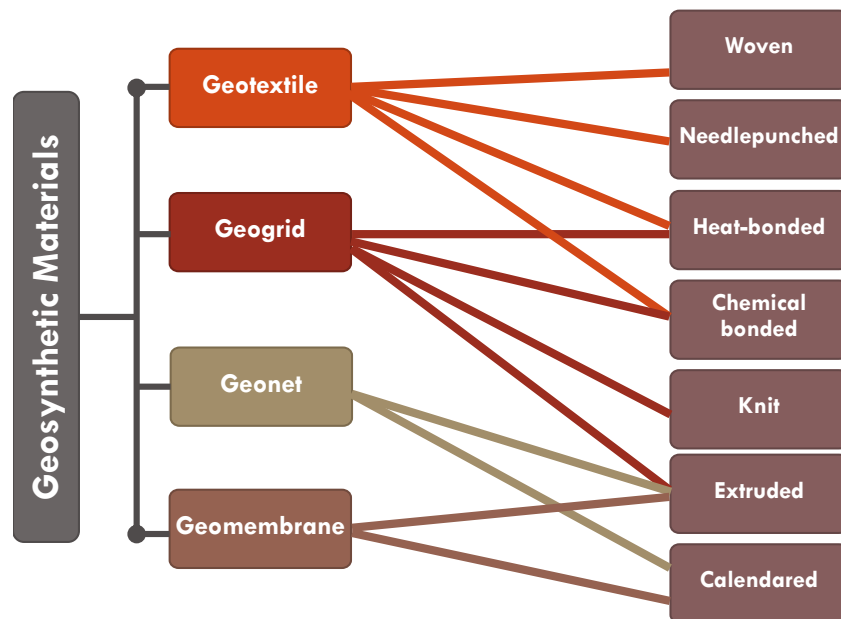 Geosynthetic Materials
Geotextile
Geogrid
Geonet
Geomembrane
Woven
Needlepunched
Heat-bonded
Chemical
bonded
Knit
Extruded
Calendared